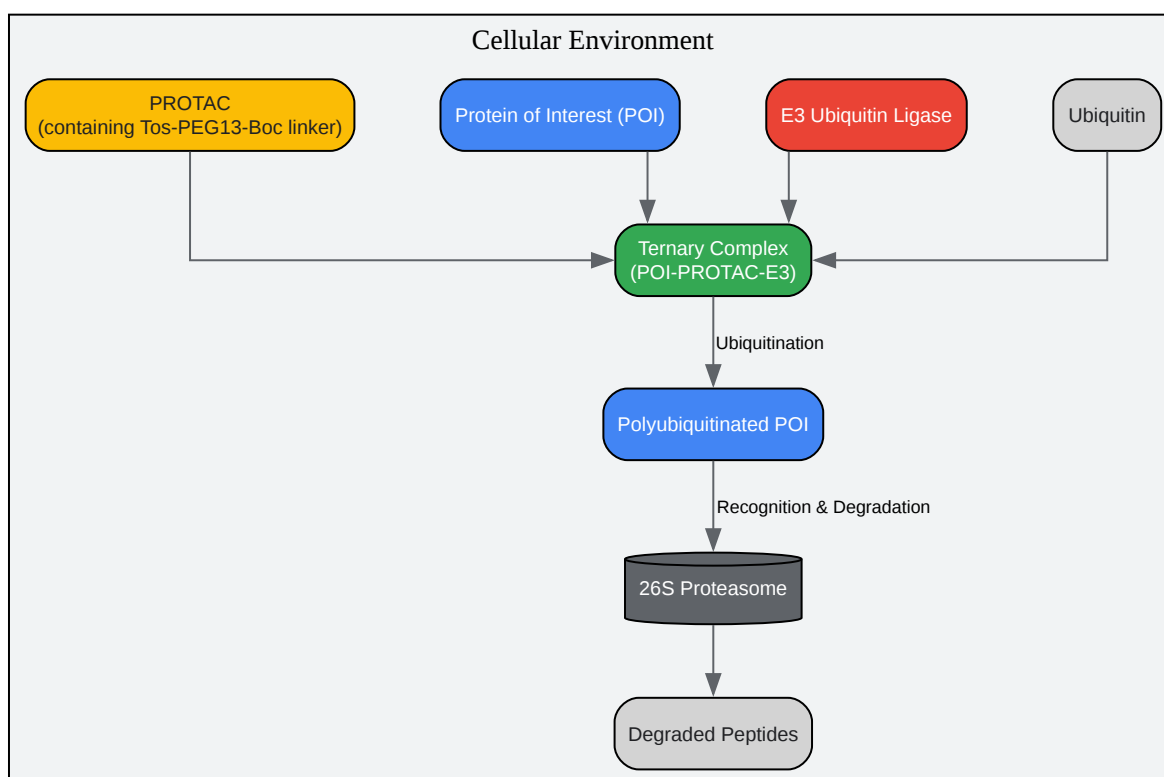 Cellular Environment
PROTAC
(containing Tos-PEG13-Boc linker)
Protein of Interest (POI)
E3 Ubiquitin Ligase
Ubiquitin
Ternary Complex
(POI-PROTAC-E3)
Ubiquitination
Polyubiquitinated POI
Recognition & Degradation
26S Proteasome
Degraded Peptides